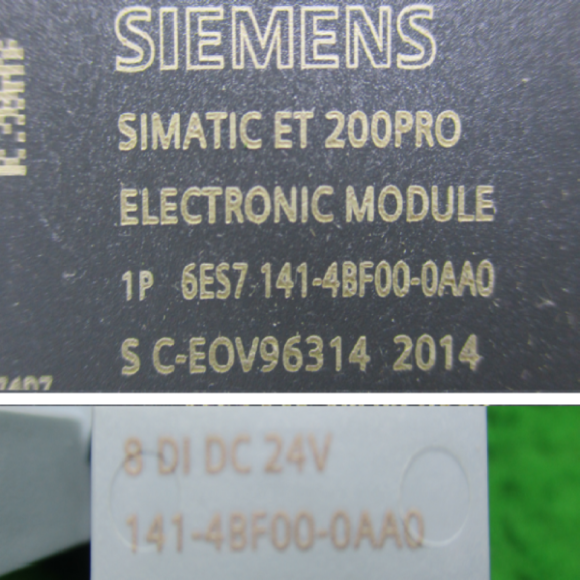 SIEMENS
SIMATIC ET 200PRO
ELECTRONIC MODULE
1P 6ES7 141-4BF00-0AA0
S C-EOV96314 2014
8 DI DC 24V
141-4BF00-0AA0